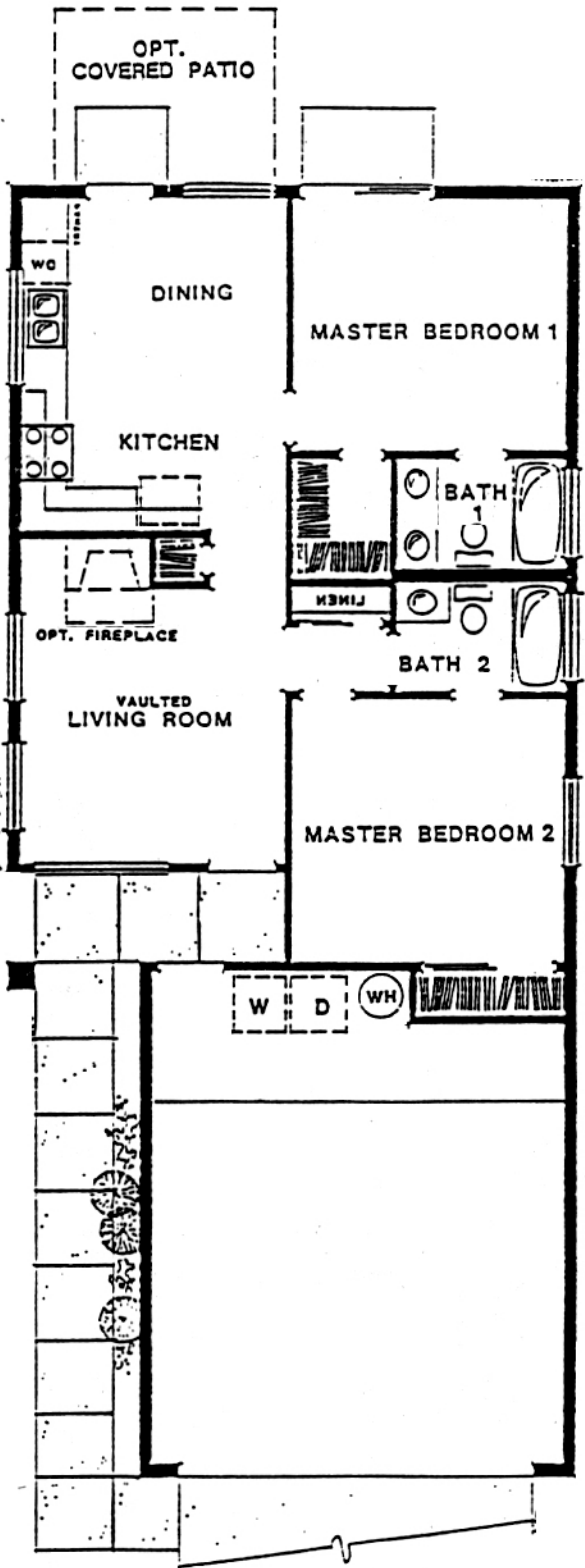 OPT.
COVERED PATIO
WO
DINING
MASTER BEDROOM 1
KITCHEN
BATH
1
LINEN
OPT. FIREPLACE
BATH 2
VAULTED
LIVING ROOM
MASTER BEDROOM 2
W
D
WH